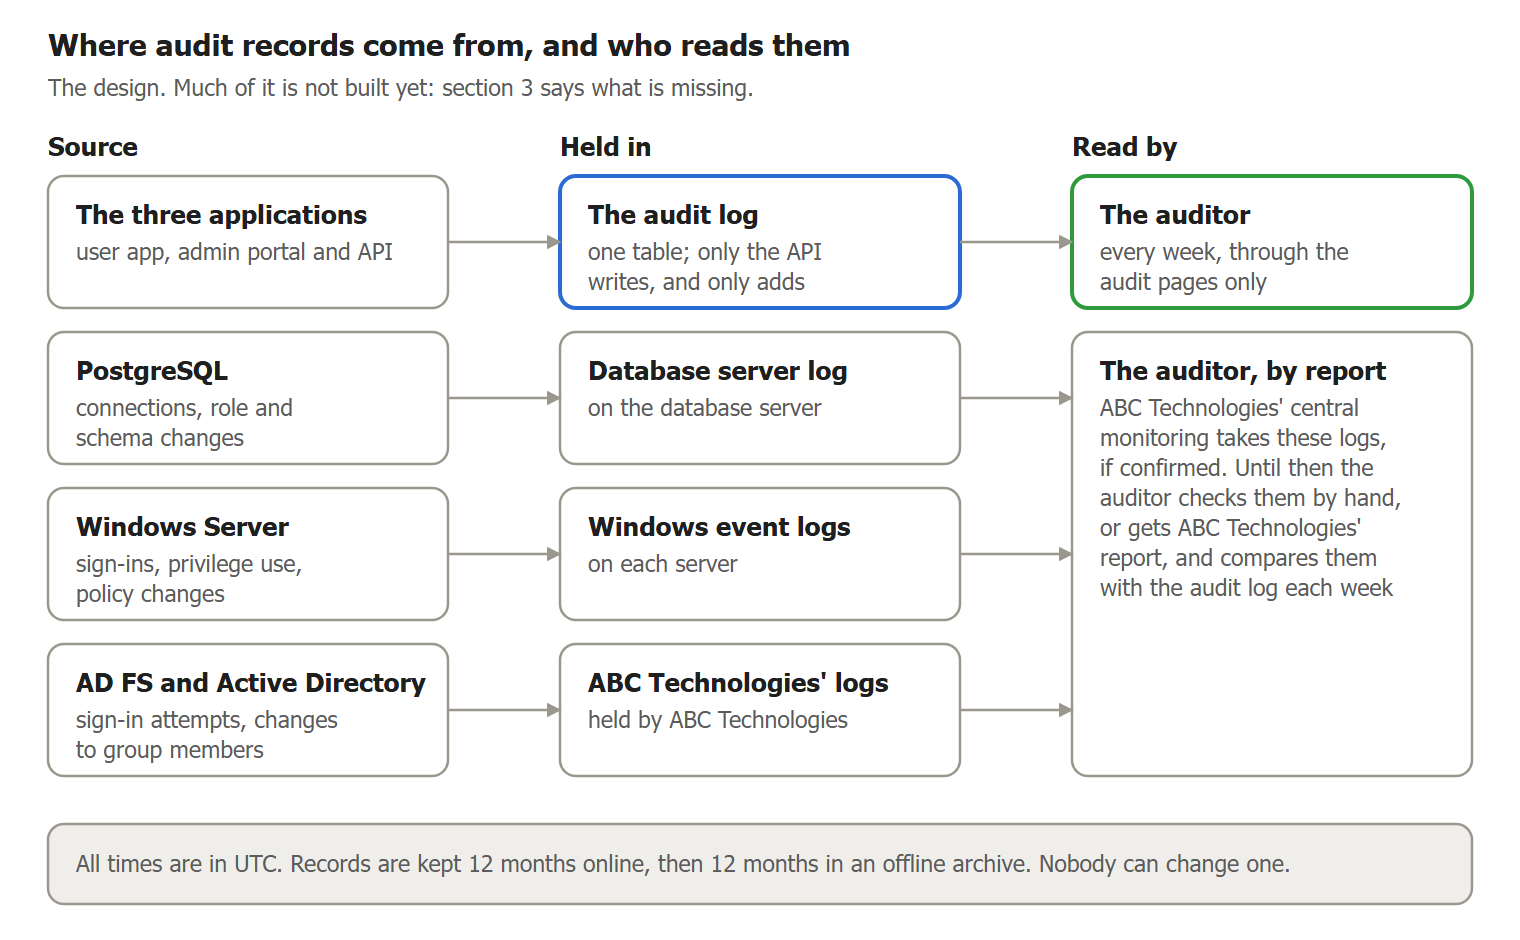 Where audit records come from, and who reads them
The design. Much of it is not built yet: section 3 says what is missing.
Source
Held in
Read by
The three applications
user app, admin portal and API
The audit log
one table; only the API
writes, and only adds
The auditor
every week, through the
audit pages only
PostgreSQL
connections, role and
schema changes
Database server log
on the database server
The auditor, by report
ABC Technologies' central
monitoring takes these logs,
if confirmed. Until then the
auditor checks them by hand,
or gets ABC Technologies'
report, and compares them
with the audit log each week
Windows Server
sign-ins, privilege use,
policy changes
Windows event logs
on each server
AD FS and Active Directory
sign-in attempts, changes
to group members
ABC Technologies' logs
held by ABC Technologies
All times are in UTC. Records are kept 12 months online, then 12 months in an offline archive. Nobody can change one.